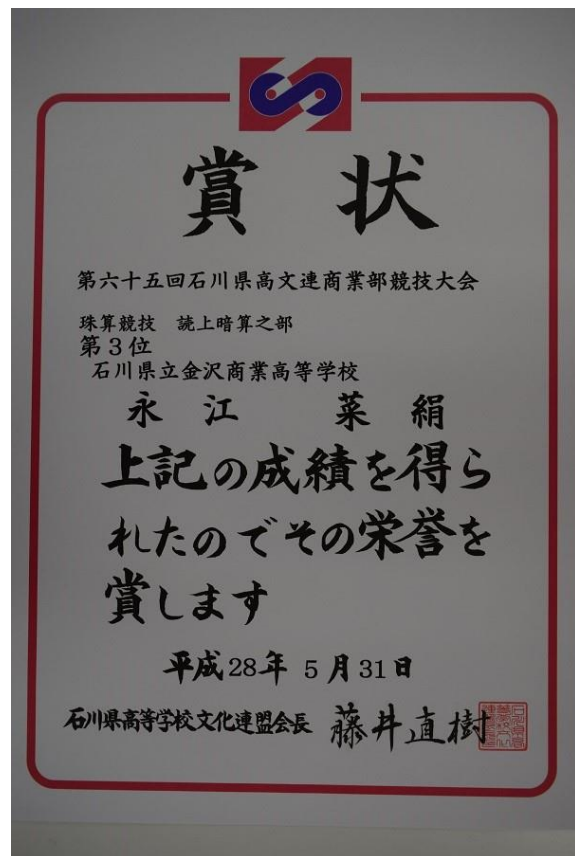 賞状
第六十五回石川県高文連商業部競技大会
珠算競技 読上暗算之部
第3位
石川県立金沢商業高等学校
永江 菜絹
上記の成績を得ら
れたのでその栄誉を
賞します
平成28年5月31日
石川県高等学校文化連盟会長 藤井直樹